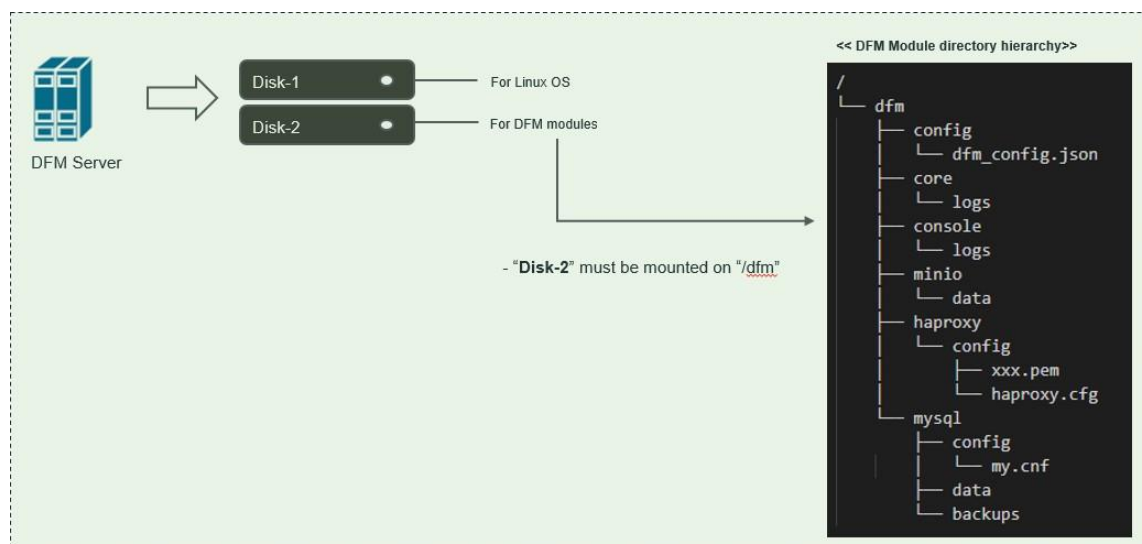 DFM Server
Disk-1
For Linux OS
Disk-2
For DFM modules
- “Disk-2” must be mounted on “/dfm”
<< DFM Module directory hierarchy>>
/
└── dfm
    ├── config
    │   └── dfm_config.json
    ├── core
    │   └── logs
    ├── console
    │   └── logs
    ├── minio
    │   └── data
    ├── haproxy
    │   └── config
    │       ├── xxx.pem
    │       └── haproxy.cfg
    └── mysql
        ├── config
        │   └── my.cnf
        ├── data
        └── backups